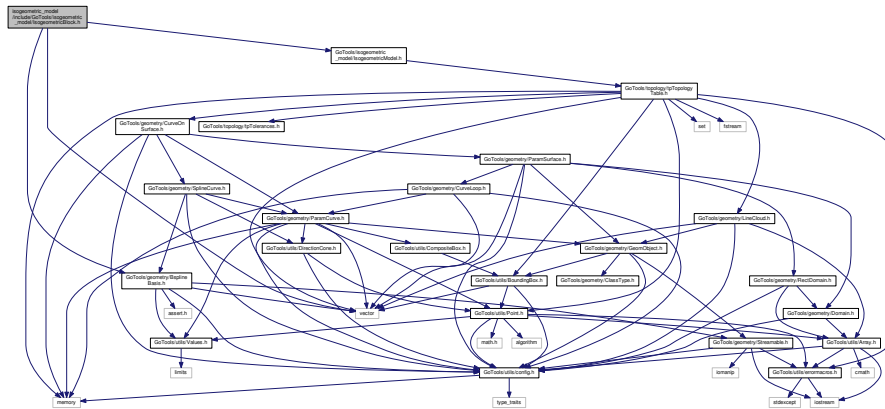 isogeometric_model
/include/GoTools/isogeometric
_model/IsogeometricBlock.h
GoTools/isogeometric
_model/IsogeometricModel.h
GoTools/topology/tpTopology
Table.h
GoTools/geometry/CurveOn
Surface.h
GoTools/topology/tpTolerances.h
set
fstream
GoTools/geometry/ParamSurface.h
GoTools/geometry/SplineCurve.h
GoTools/geometry/CurveLoop.h
GoTools/geometry/ParamCurve.h
GoTools/geometry/LineCloud.h
GoTools/utils/DirectionCone.h
GoTools/utils/CompositeBox.h
GoTools/geometry/GeomObject.h
GoTools/geometry/Bspline
Basis.h
GoTools/utils/BoundingBox.h
GoTools/geometry/ClassType.h
GoTools/geometry/RectDomain.h
assert.h
vector
GoTools/utils/Point.h
GoTools/geometry/Domain.h
GoTools/utils/Values.h
math.h
algorithm
GoTools/geometry/Streamable.h
GoTools/utils/Array.h
limits
GoTools/utils/config.h
iomanip
GoTools/utils/errormacros.h
cmath
memory
type_traits
stdexcept
iostream